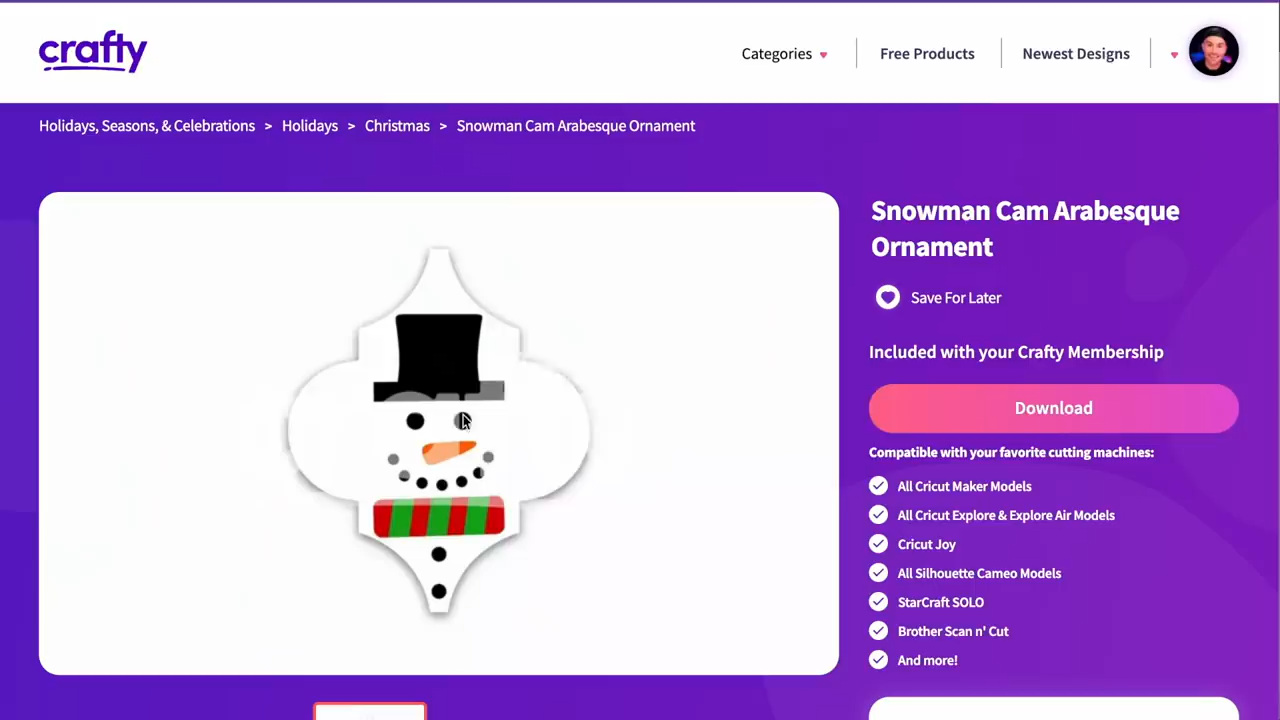 crafty
Categories
Free Products
Newest Designs
Holidays, Seasons, & Celebrations > Holidays > Christmas > Snowman Cam Arabesque Ornament
Snowman Cam Arabesque
Ornament
Save For Later
Included with your Crafty Membership
Download
Compatible with your favorite cutting machines:
All Cricut Maker Models
All Cricut Explore & Explore Air Models
Cricut Joy
All Silhouette Cameo Models
StarCraft SOLO
Brother Scan n' Cut
And more!